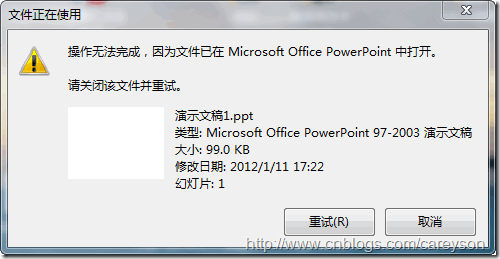 文件正在使用
操作无法完成，因为文件已在 Microsoft Office PowerPoint 中打开。
请关闭该文件并重试。
演示文稿1.ppt
类型: Microsoft Office PowerPoint 97-2003 演示文稿
大小: 99.0 KB
修改日期: 2012/1/11 17:22
幻灯片: 1
重试(R)
取消
http://www.cnblogs.com/careyson